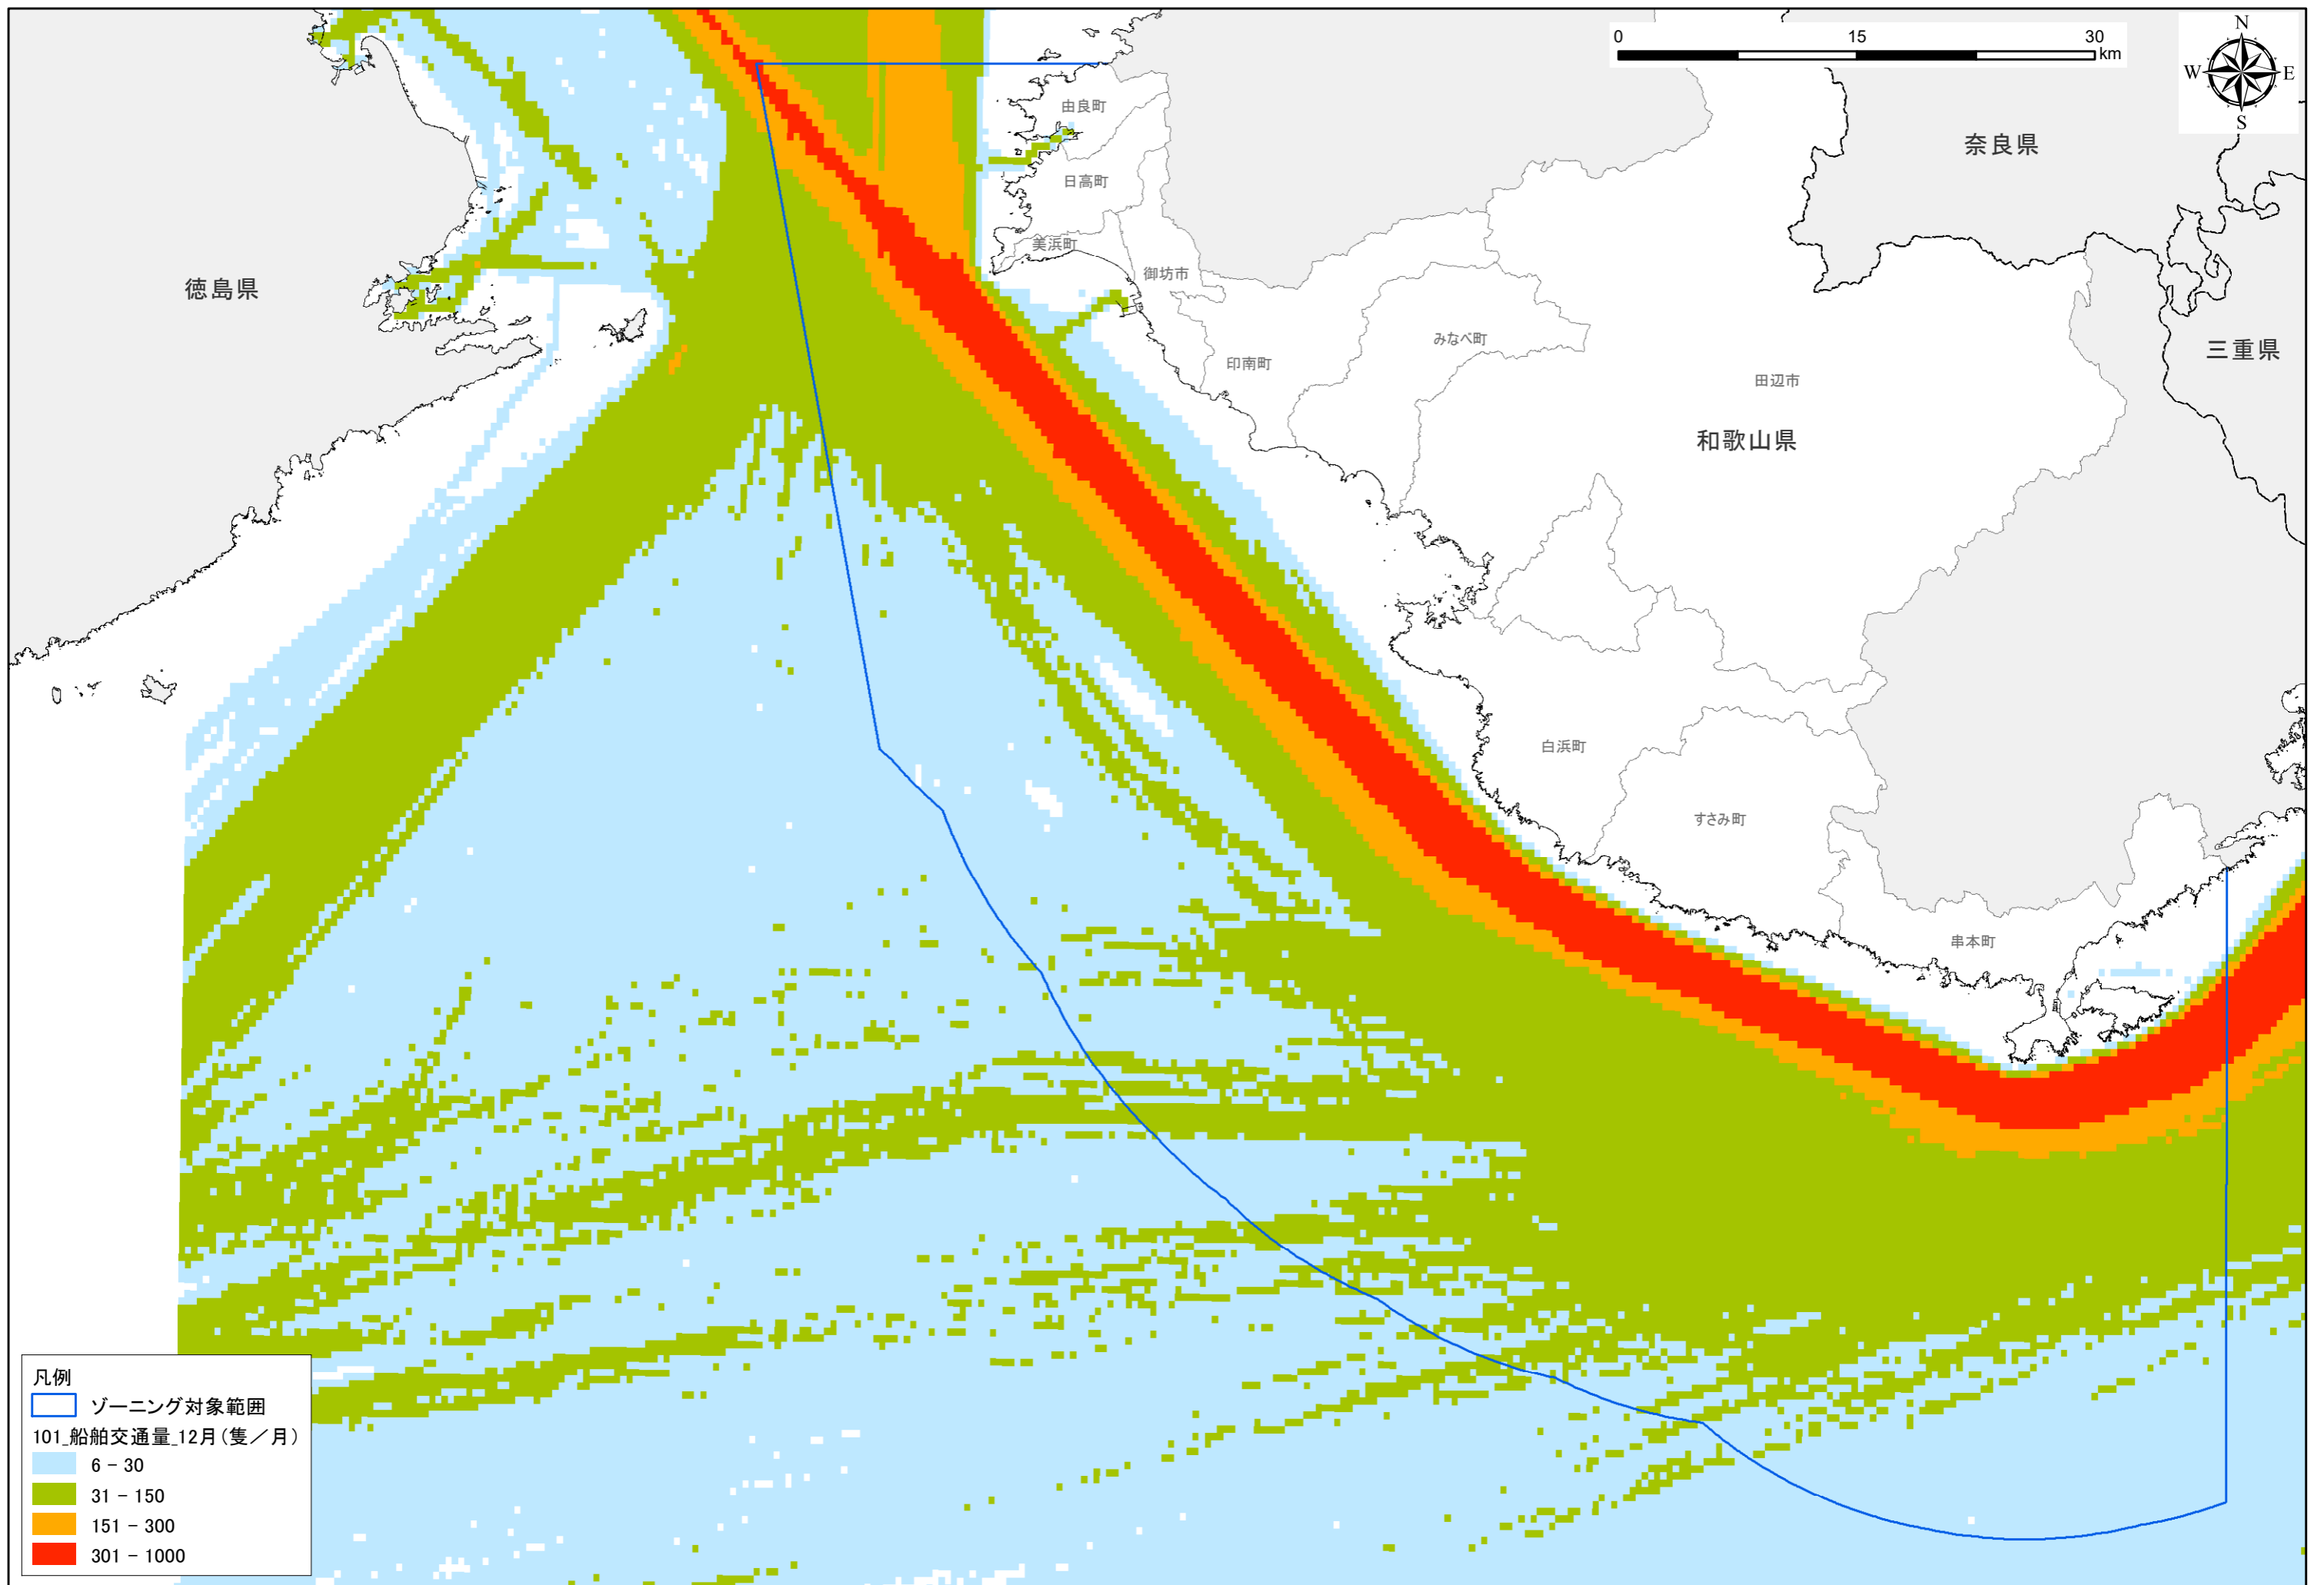 0 15 30
km
N
W E
S
奈良県
由良町
日高町
美浜町
御坊市
徳島県
みなべ町
三重県
印南町
田辺市
和歌山県
白浜町
すさみ町
串本町
凡例
ゾーニング対象範囲
101_船舶交通量_12月(隻／月)
6 - 30
31 - 150
151 - 300
301 - 1000